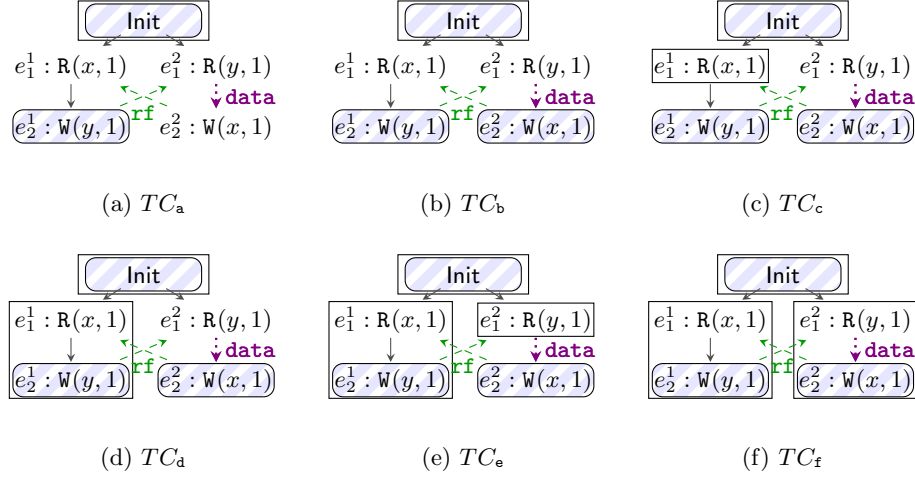 Init Init Init
e₁¹ : R(x, 1) e₁² : R(y, 1) e₁¹ : R(x, 1) e₁² : R(y, 1) e₁¹ : R(x, 1) e₁² : R(y, 1)
rf data rf data rf data
e₂¹ : W(y, 1) e₂² : W(x, 1) e₂¹ : W(y, 1) e₂² : W(x, 1) e₂¹ : W(y, 1) e₂² : W(x, 1)
(a) TCₐ (b) TC_b (c) TC_c
Init Init Init
e₁¹ : R(x, 1) e₁² : R(y, 1) e₁¹ : R(x, 1) e₁² : R(y, 1) e₁¹ : R(x, 1) e₁² : R(y, 1)
rf data rf data rf data
e₂¹ : W(y, 1) e₂² : W(x, 1) e₂¹ : W(y, 1) e₂² : W(x, 1) e₂¹ : W(y, 1) e₂² : W(x, 1)
(d) TC_d (e) TC_e (f) TC_f